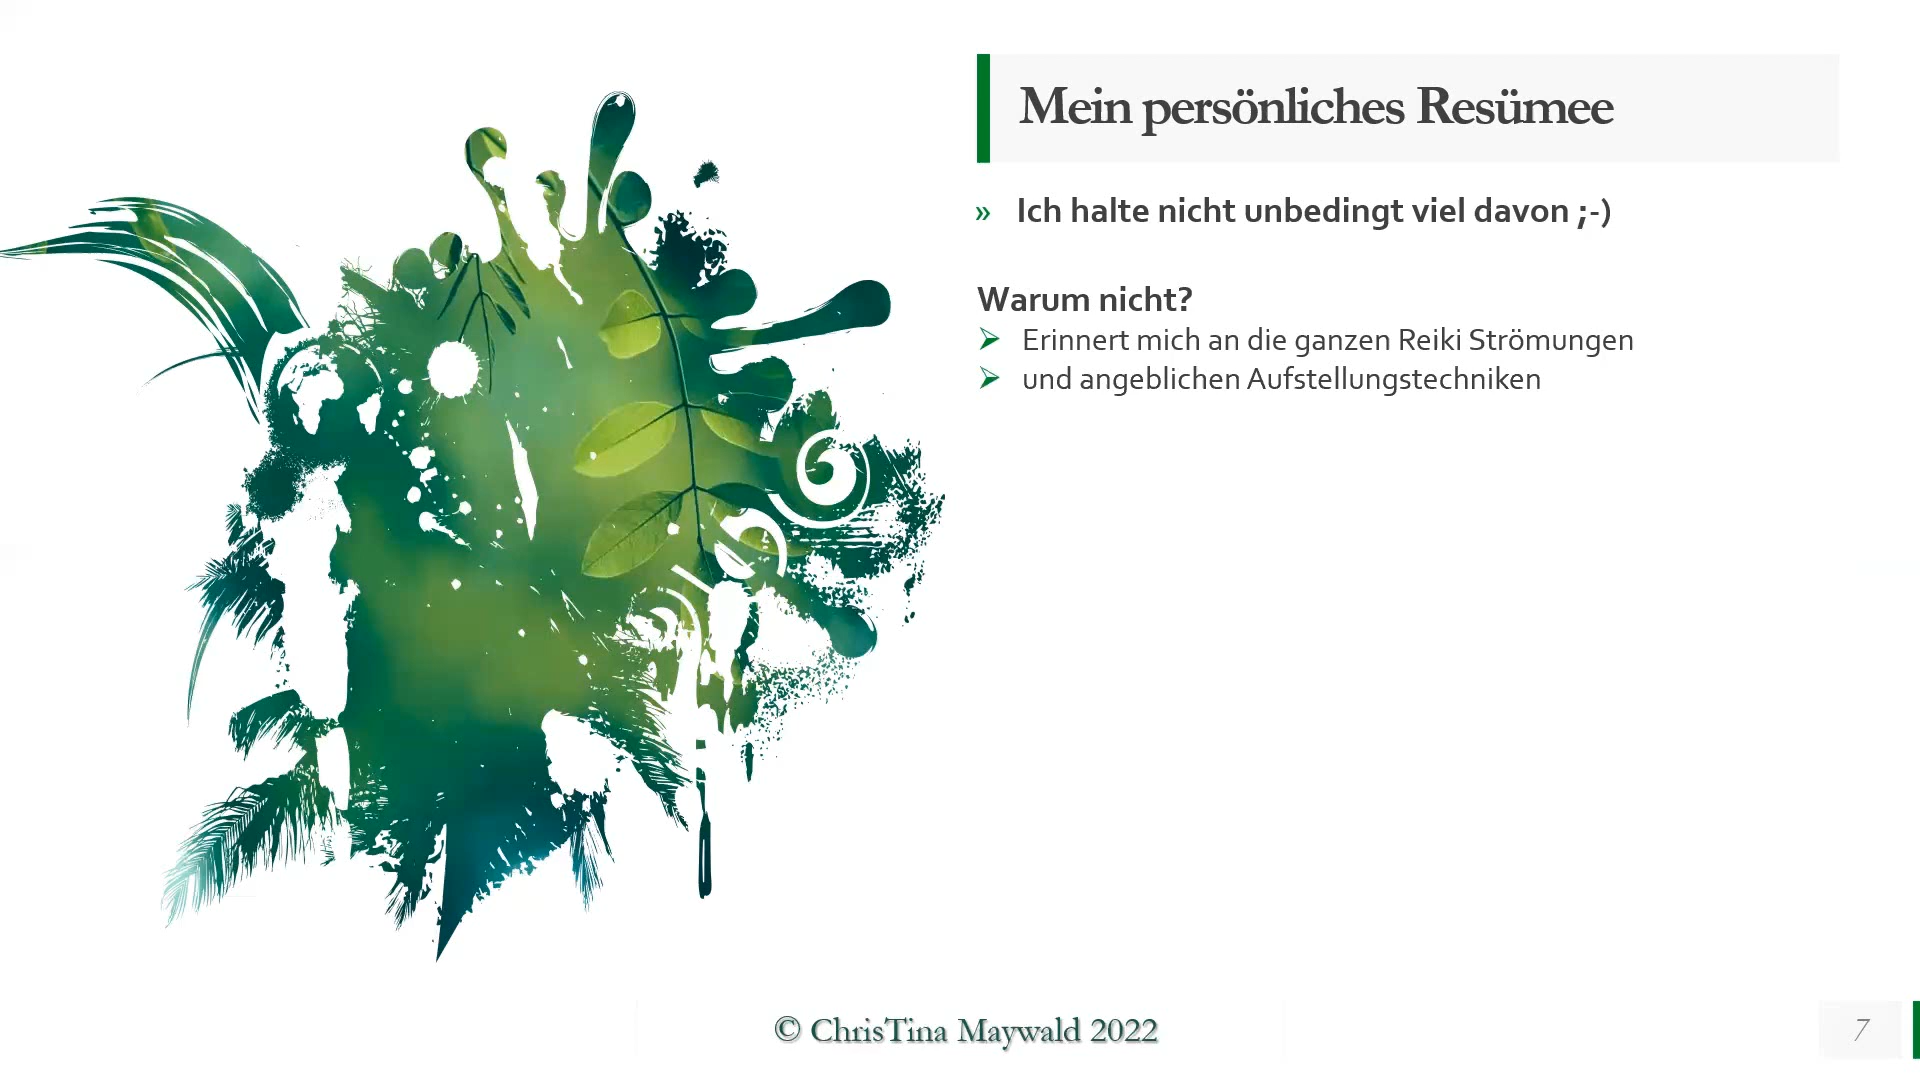 Mein persönliches Resümee
» Ich halte nicht unbedingt viel davon ;-)
Warum nicht?
➢ Erinnert mich an die ganzen Reiki Strömungen
➢ und angeblichen Aufstellungstechniken
© ChrisTina Maywald 2022
7